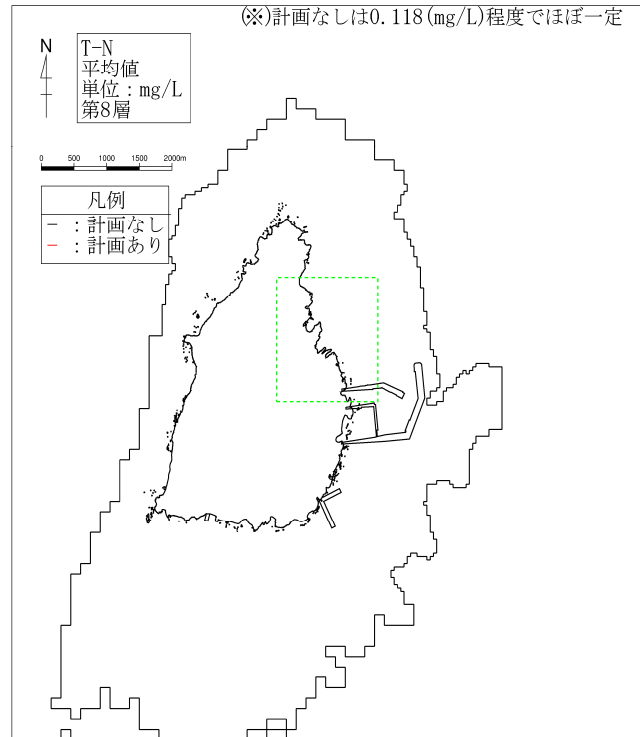 (※)計画なしは0.118(mg/L)程度でほぼ一定
N
T-N
平均値
単位：mg/L
第8層
0 500 1000 1500 2000m
凡例
－ ：計画なし
－ ：計画あり